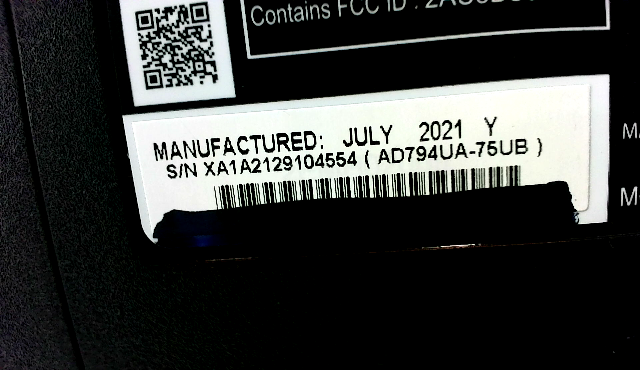 Contains FCC ID :
MANUFACTURED: JULY 2021 Y
S/N XA1A2129104554 ( AD794UA-75UB )